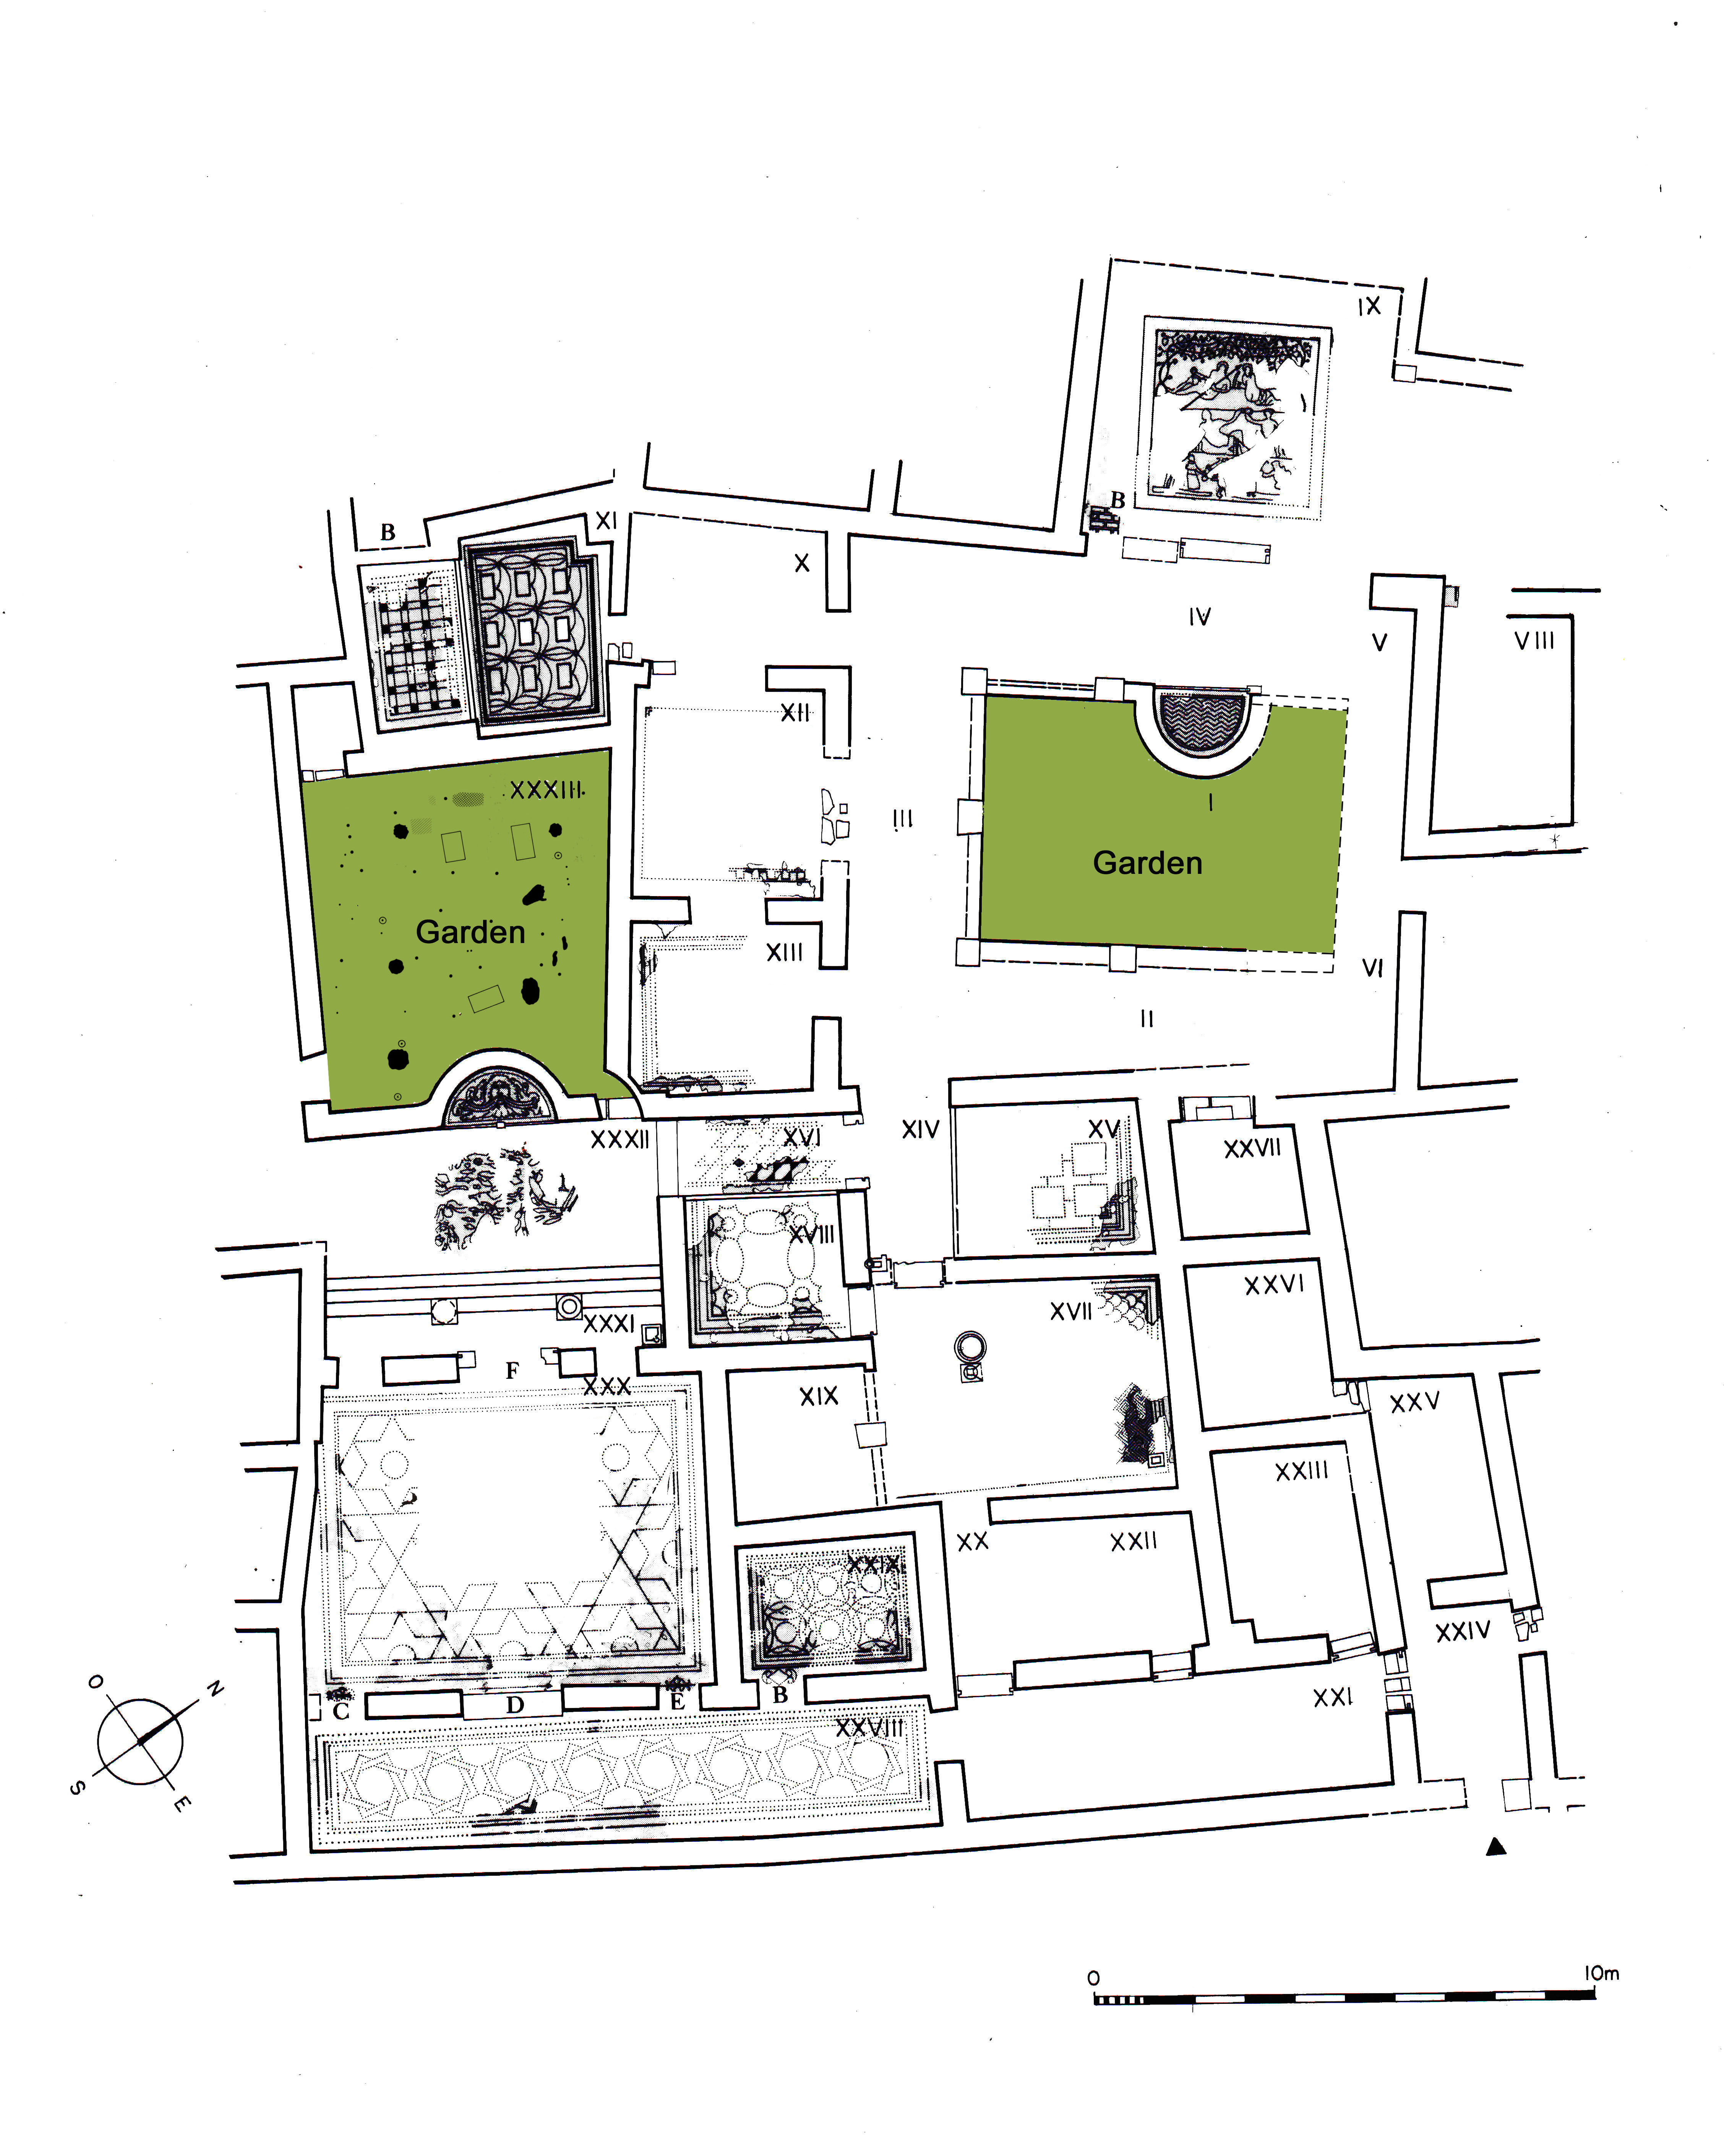 IX
B
XI
B
X
IV
V
VIII
XII
XXXIII
I
III
Garden
Garden
XIII
VI
II
XIV
XV
XXXII
XVI
XXVII
XVIII
XXVI
XVII
XXXI
F
XXX
XIX
XXV
XXIII
XX
XXII
XXIX
XXIV
O
N
C
D
E
B
XXI
XXVIII
S
E
0
10m